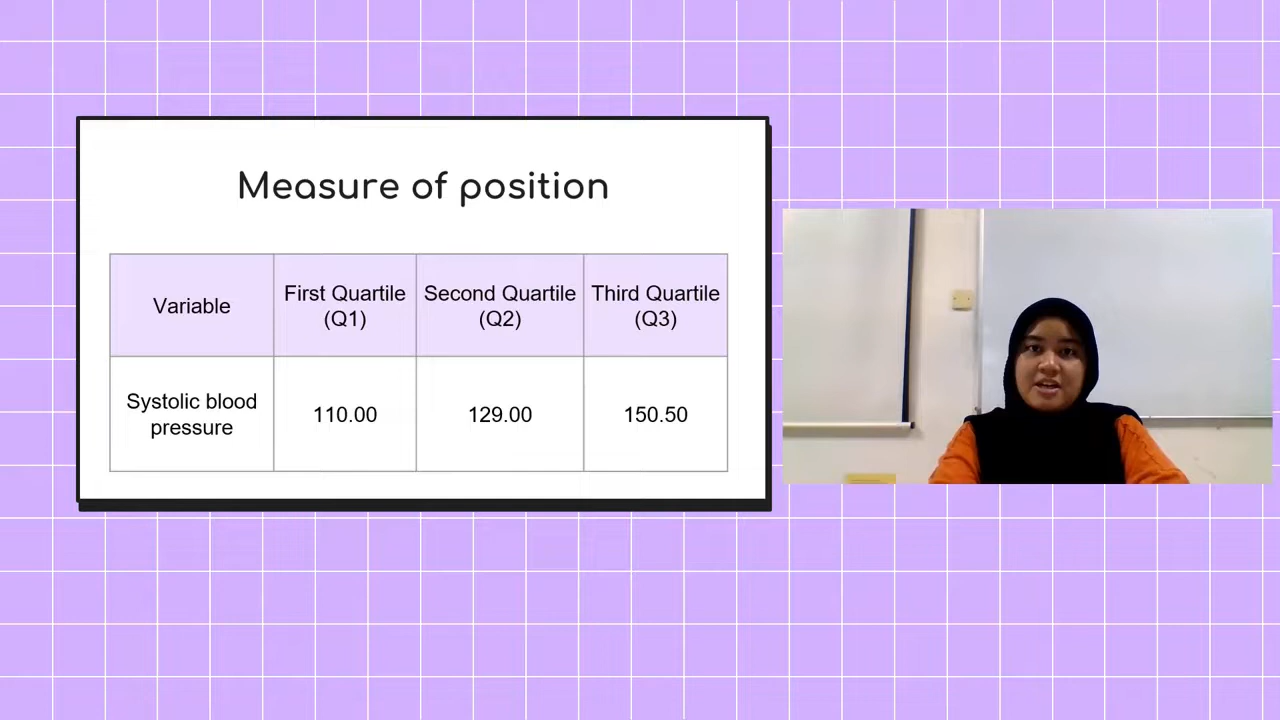 Measure of position
Variable
First Quartile
(Q1)
Second Quartile
(Q2)
Third Quartile
(Q3)
Systolic blood
pressure
110.00
129.00
150.50